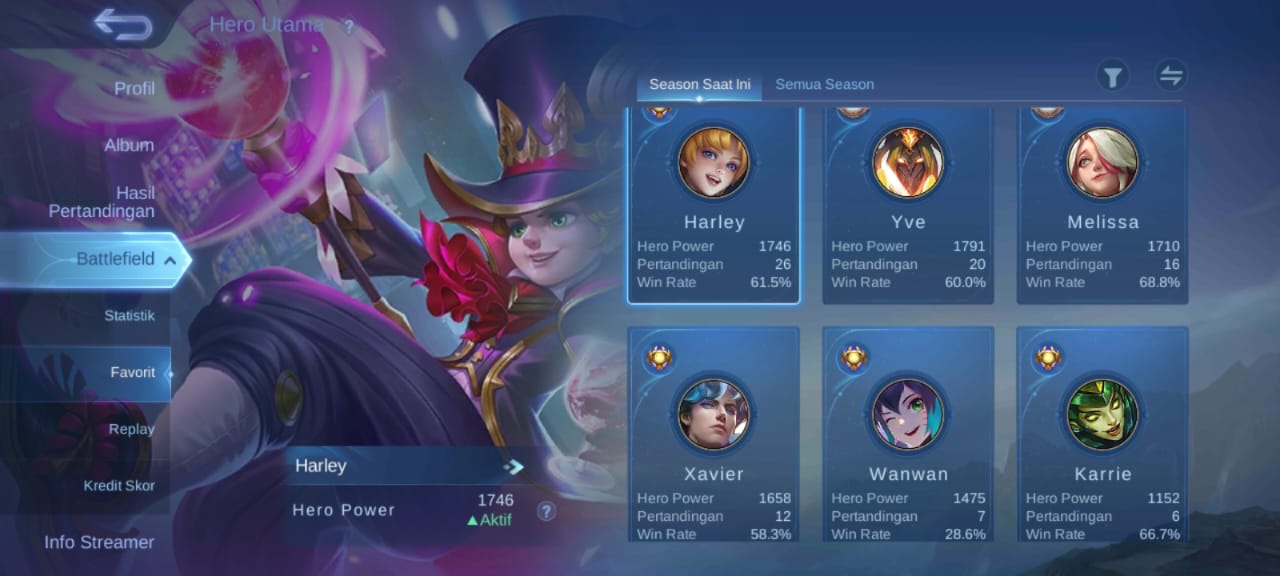 Hero Utama ?
Profil
Album
Hasil
Pertandingan
Battlefield
Statistik
Favorit
Replay
Kredit Skor
Info Streamer
Harley
Hero Power 1746
Aktif
?
Season Saat Ini Semua Season
Harley
Hero Power 1746
Pertandingan 26
Win Rate 61.5%
Yve
Hero Power 1791
Pertandingan 20
Win Rate 60.0%
Melissa
Hero Power 1710
Pertandingan 16
Win Rate 68.8%
Xavier
Hero Power 1658
Pertandingan 12
Win Rate 58.3%
Wanwan
Hero Power 1475
Pertandingan 7
Win Rate 28.6%
Karrie
Hero Power 1152
Pertandingan 6
Win Rate 66.7%